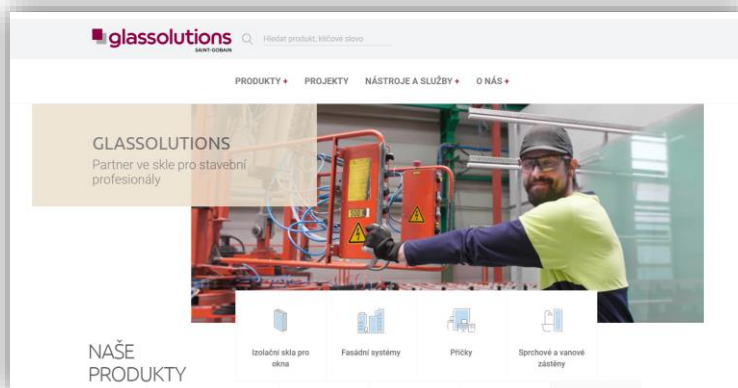 glassolutions
SAINT-GOBAIN
Hledat produkt, klíčové slovo
PRODUKTY + PROJEKTY NÁSTROJE A SLUŽBY + O NÁS +
GLASSOLUTIONS
Partner ve skle pro stavební
profesionály
NAŠE
PRODUKTY
Izolační skla pro
okna
Fasádní systémy
Příčky
Sprchové a vanové
zástěny